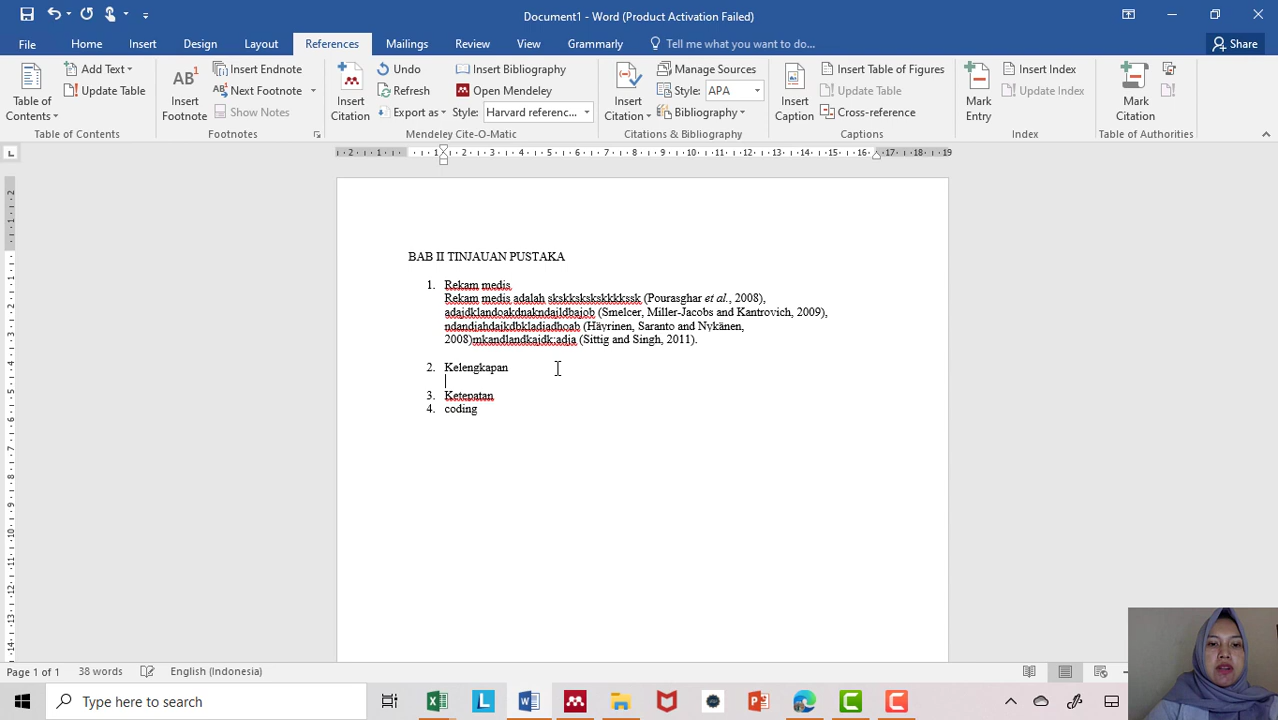 Document1 - Word (Product Activation Failed)
File Home Insert Design Layout References Mailings Review View Grammarly Tell me what you want to do... Share
Table of Contents
Add Text
Update Table
Table of Contents
AB1
Insert Footnote
Insert Endnote
Next Footnote
Show Notes
Footnotes
Insert Citation
Undo
Refresh
Export as
Insert Bibliography
Open Mendeley
Style: Harvard referenc...
Mendeley Cite-O-Matic
Insert Citation
Manage Sources
Style: APA
Bibliography
Citations & Bibliography
Insert Caption
Insert Table of Figures
Update Table
Cross-reference
Captions
Mark Entry
Insert Index
Update Index
Index
Mark Citation
Table of Authorities
BAB II TINJAUAN PUSTAKA
1. Rekam medis
Rekam medis adalah skskkskskskkkkssk (Pourasghar et al., 2008),
adajdklandoakdnakndajldbajob (Smelcer, Miller-Jacobs and Kantrovich, 2009),
ndandjahdajkdbkladjadhoab (Häyrinen, Saranto and Nykänen,
2008)mkandlandkajdk;adja (Sittig and Singh, 2011).
2. Kelengkapan
3. Ketepatan
4. coding
Page 1 of 1 38 words English (Indonesia)
Type here to search